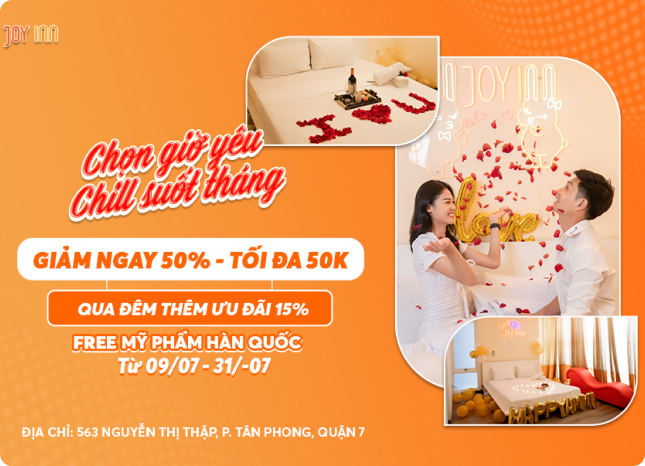 JOY INN
Chọn giờ yêu
Chill suốt tháng
GIẢM NGAY 50% - TỐI ĐA 50K
QUA ĐÊM THÊM ƯU ĐÃI 15%
FREE MỸ PHẨM HÀN QUỐC
Từ 09/07 - 31/-07
ĐỊA CHỈ: 563 NGUYỄN THỊ THẬP, P. TÂN PHONG, QUẬN 7
I ♥ U
JOY INN
love